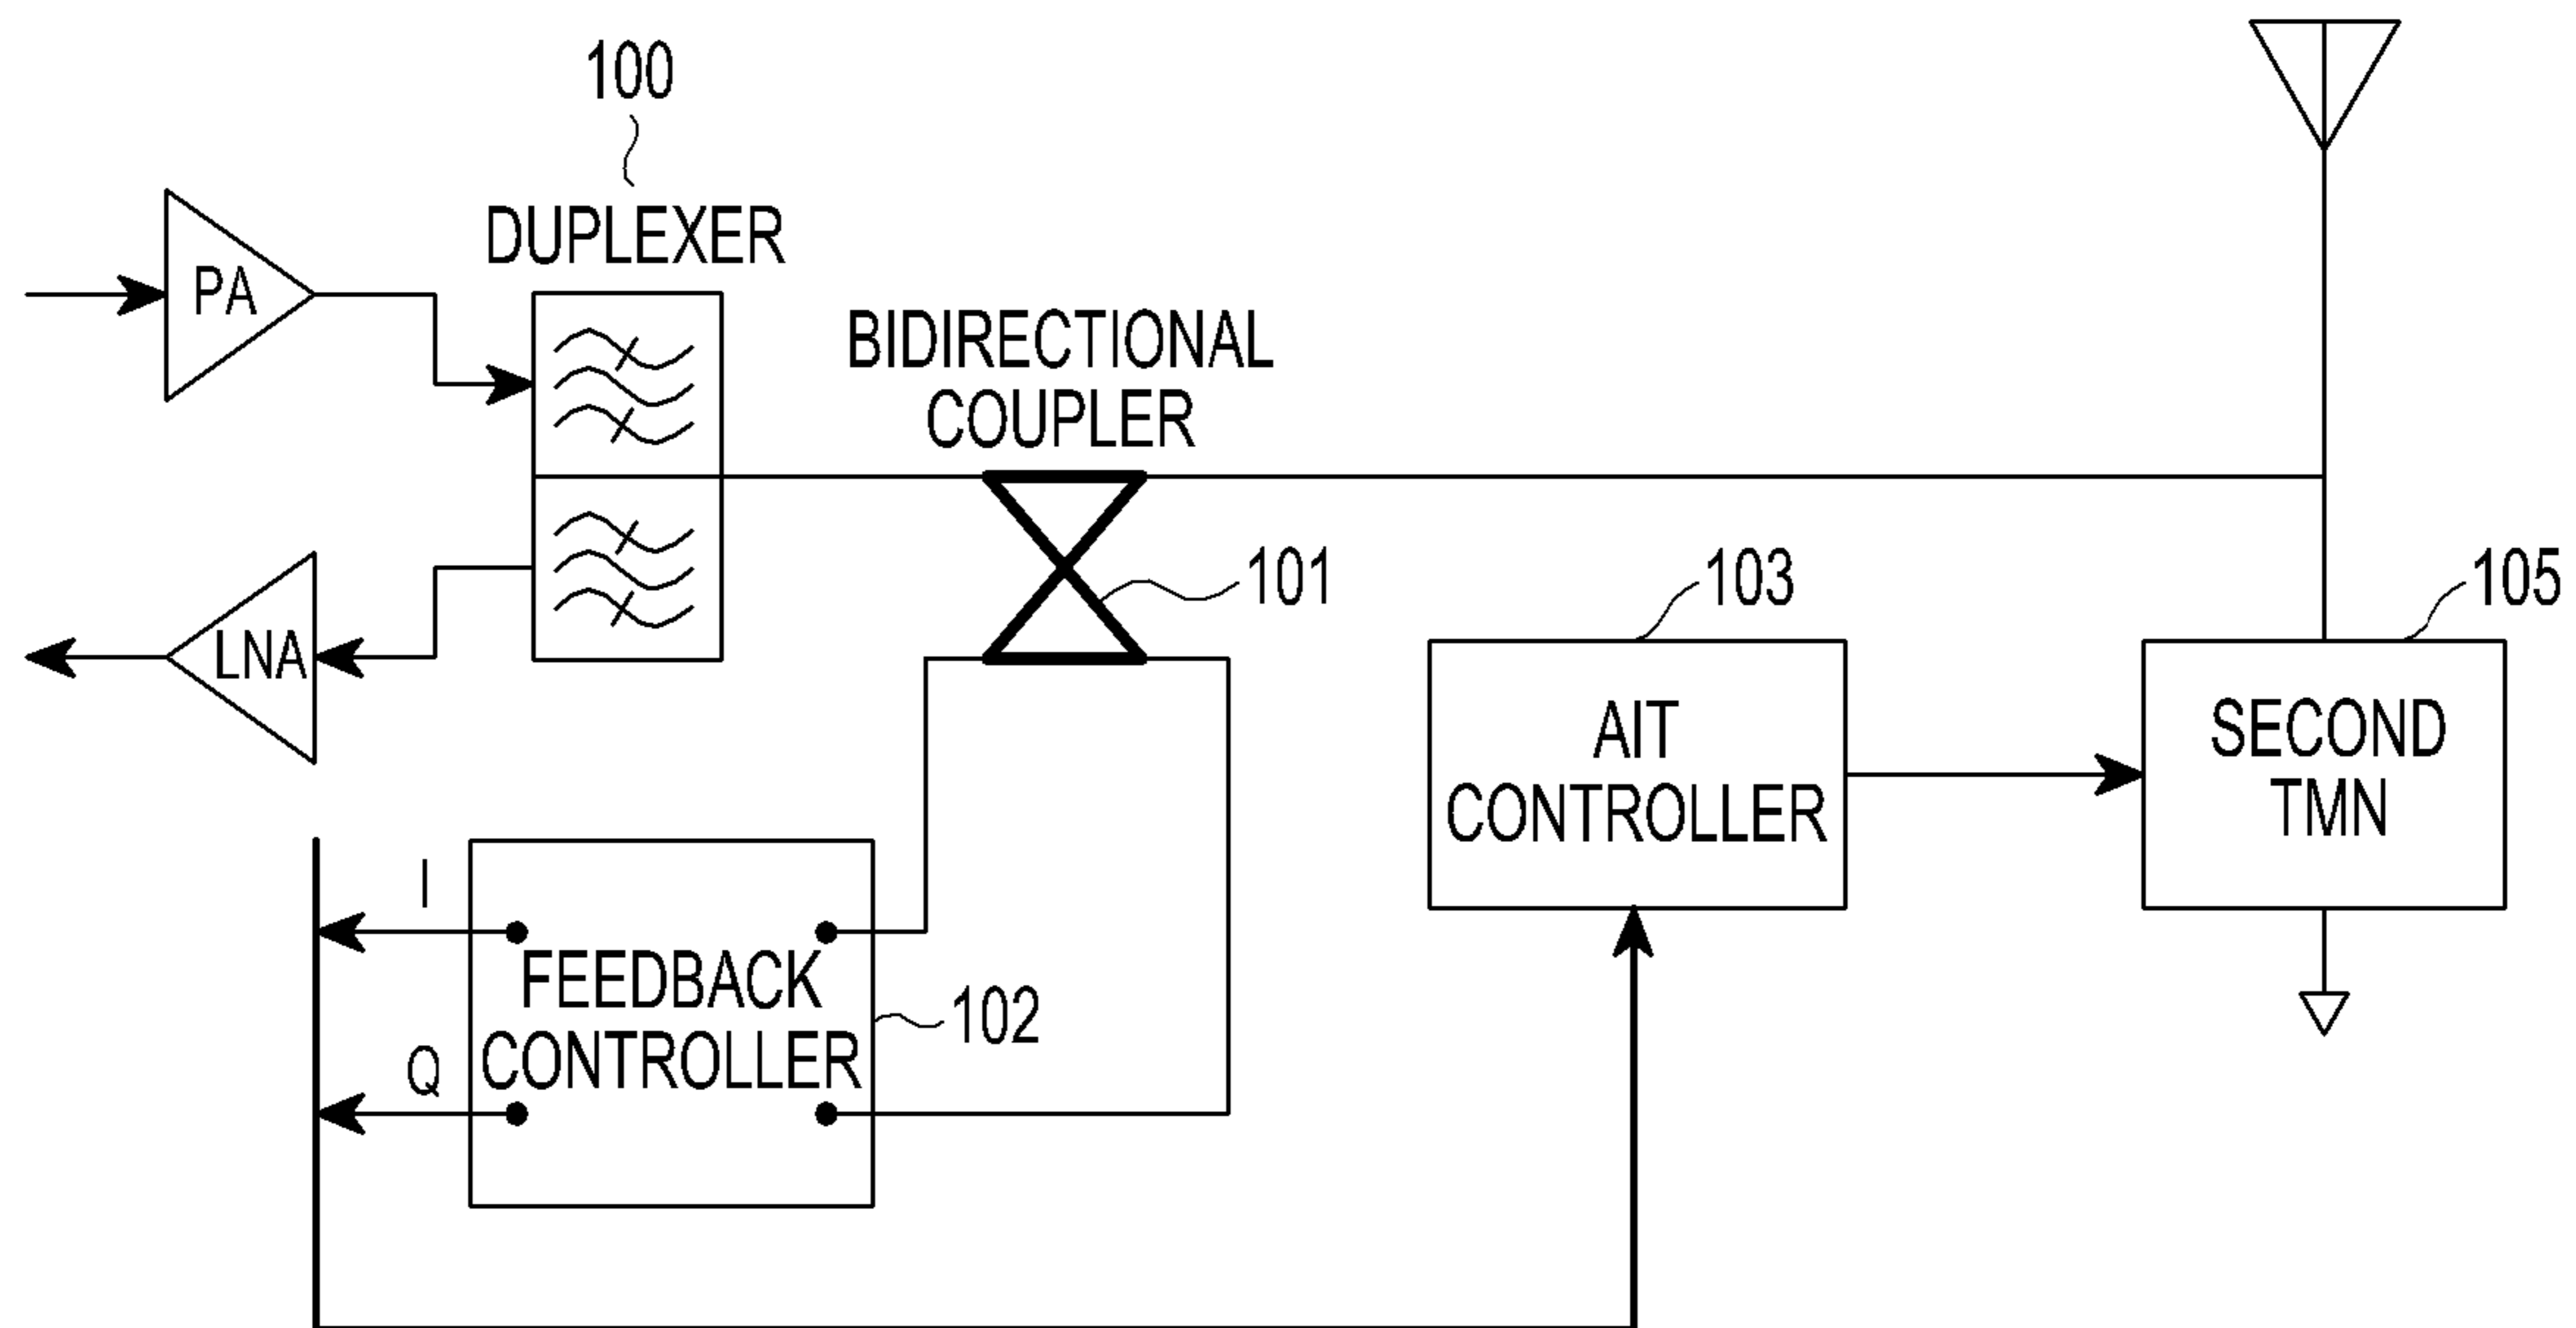 100
DUPLEXER
PA
BIDIRECTIONAL
COUPLER
101
LNA
103
105
AIT
CONTROLLER
SECOND
TMN
I
Q
FEEDBACK
CONTROLLER
102